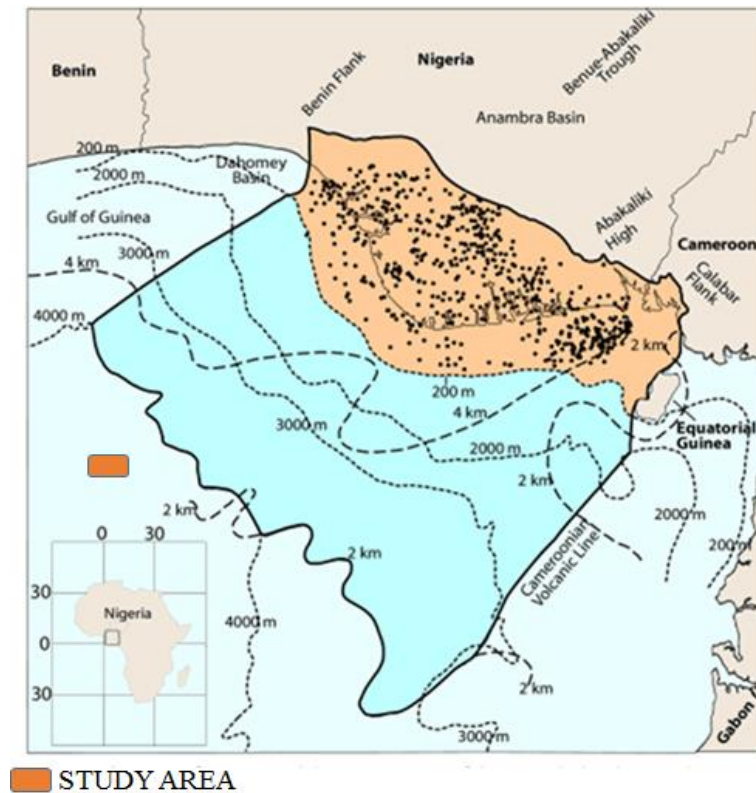 Benin
Nigeria
Benin Flank
Benue-Abakaliki
Trough
Anambra Basin
200 m
2000 m
Dahomey
Basin
Gulf of Guinea
3000 m
4 km
4000 m
Abakaliki
High
Cameroon
Calabar
Flank
2 km
200 m
4 km
3000 m
2000 m
Equatorial
Guinea
2 km
2000 m
200 m
2 km
2 km
Cameroonian
Volcanic Line
4000 m
2 km
3000 m
Gabon
0 30
30
Nigeria
0
30
STUDY AREA